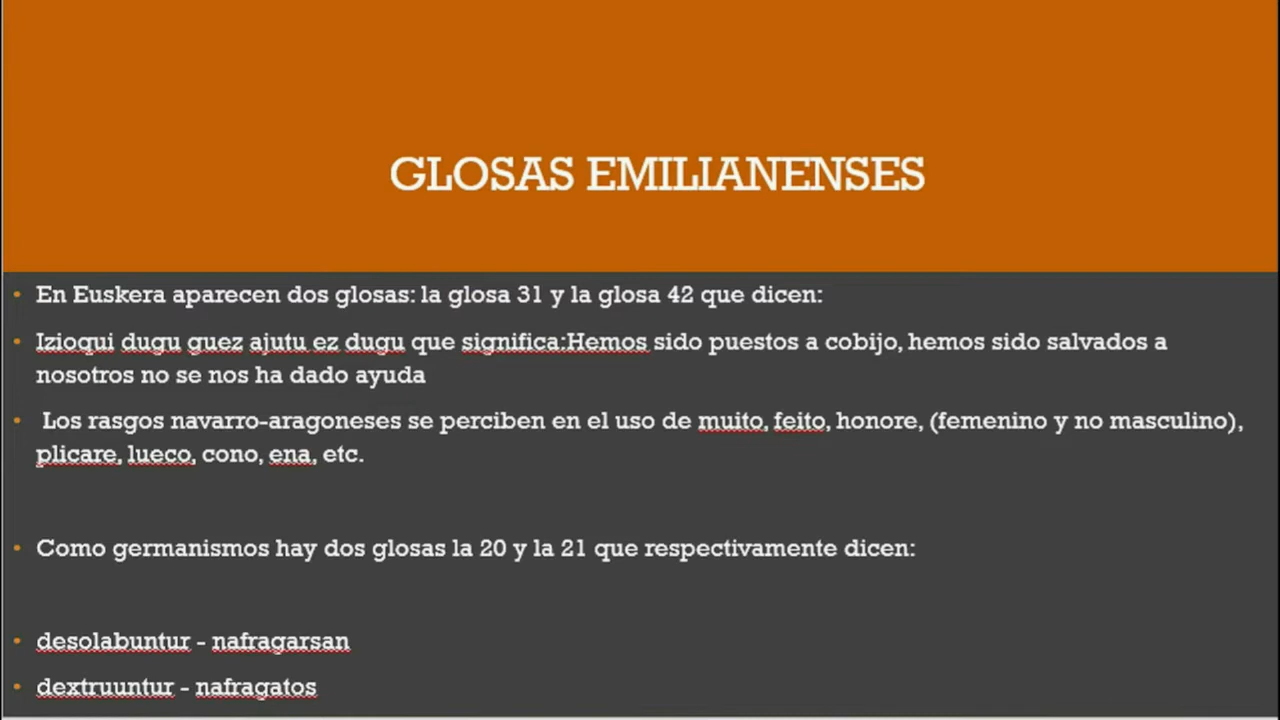 GLOSAS EMILIANENSES
• En Euskera aparecen dos glosas: la glosa 31 y la glosa 42 que dicen:
• Izioqui dugu guez ajutu ez dugu que significa:Hemos sido puestos a cobijo, hemos sido salvados a
nosotros no se nos ha dado ayuda
• Los rasgos navarro-aragoneses se perciben en el uso de muito, feito, honore, (femenino y no masculino),
plicare, lueco, cono, ena, etc.
• Como germanismos hay dos glosas la 20 y la 21 que respectivamente dicen:
• desolabuntur - nafragarsan
• dextruuntur - nafragatos